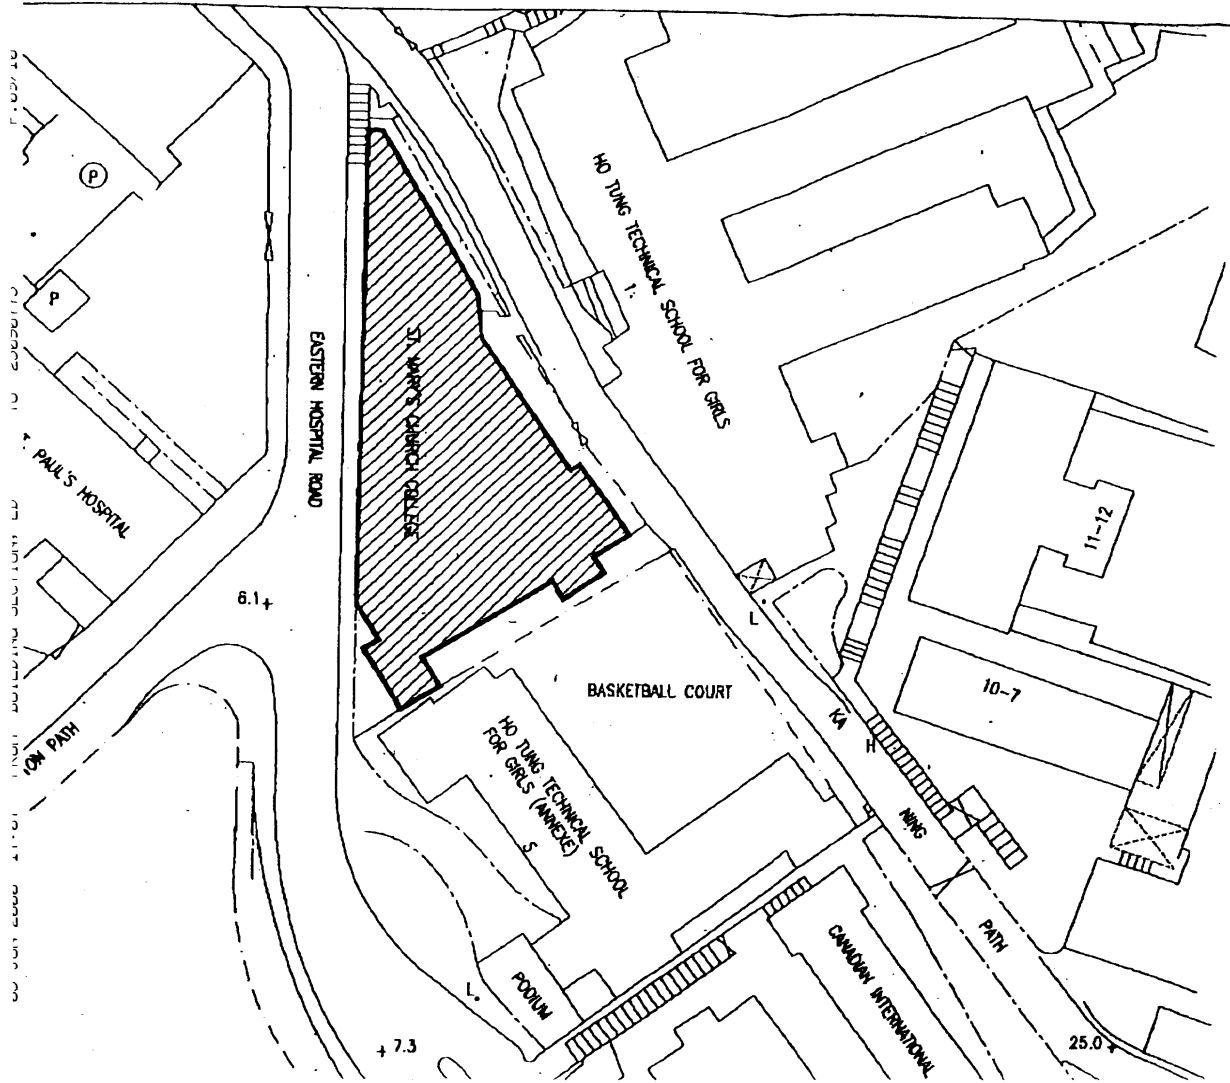 P
P
HO TUNG TECHNICAL SCHOOL FOR GIRLS
1:
EASTERN HOSPITAL ROAD
ST. MARY'S CHURCH COLLEGE
PAUL'S HOSPITAL
11-12
6.1
L
BASKETBALL COURT
10-7
KA
H
NING
PATH
PATH
HO TUNG TECHNICAL SCHOOL
FOR GIRLS (ANNEXE)
S
L
PODIUM
CANADIAN INTERNATIONAL
7.3
25.0